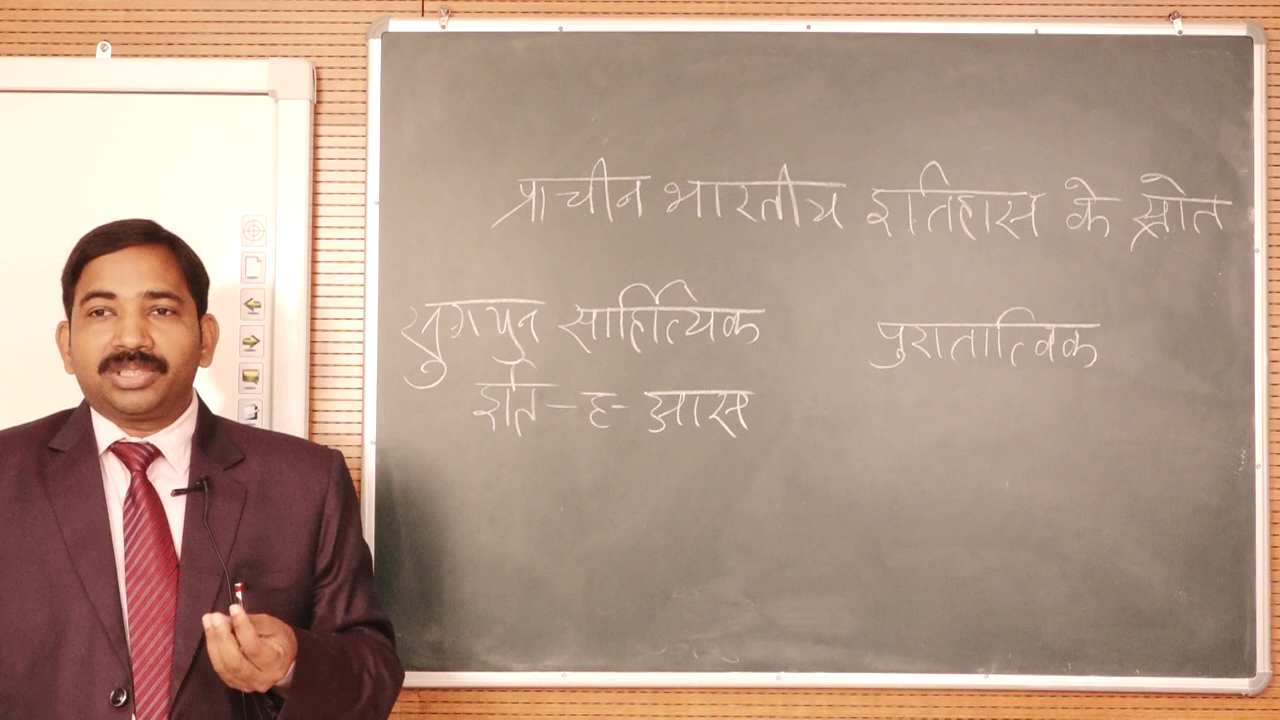 प्राचीन भारतीय इतिहास के स्रोत
साहित्यिक पुरातात्विक
इति - ह - आस